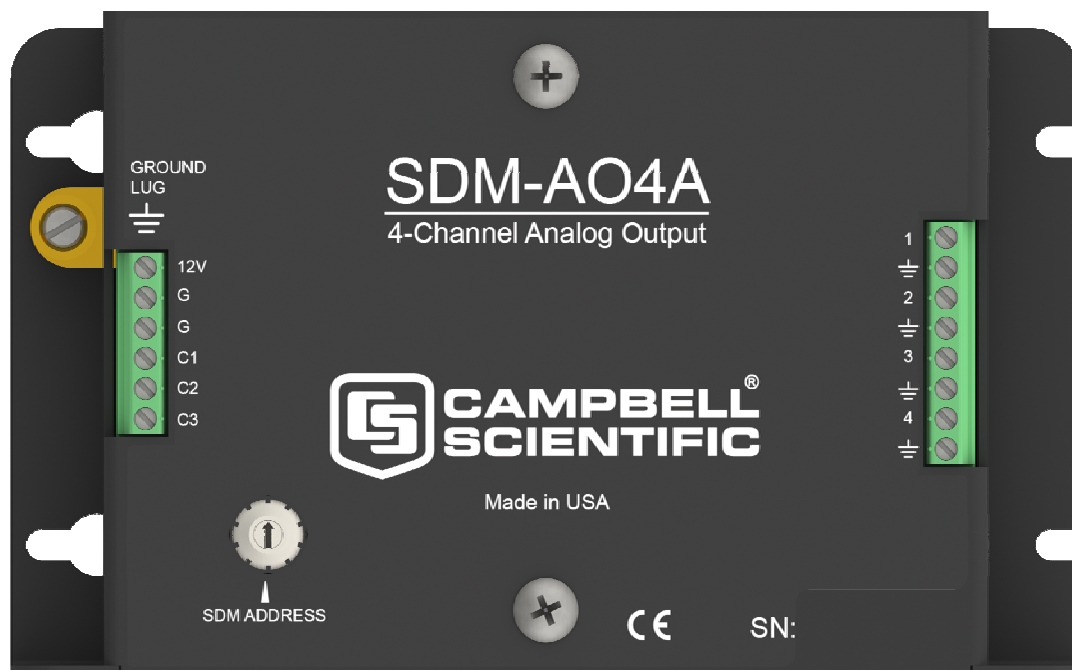 GROUND
LUG
SDM-AO4A
4-Channel Analog Output
12V
G
G
C1
C2
C3
1
2
3
4
CS
CAMPBELL®
SCIENTIFIC
Made in USA
SDM ADDRESS
CE
SN: